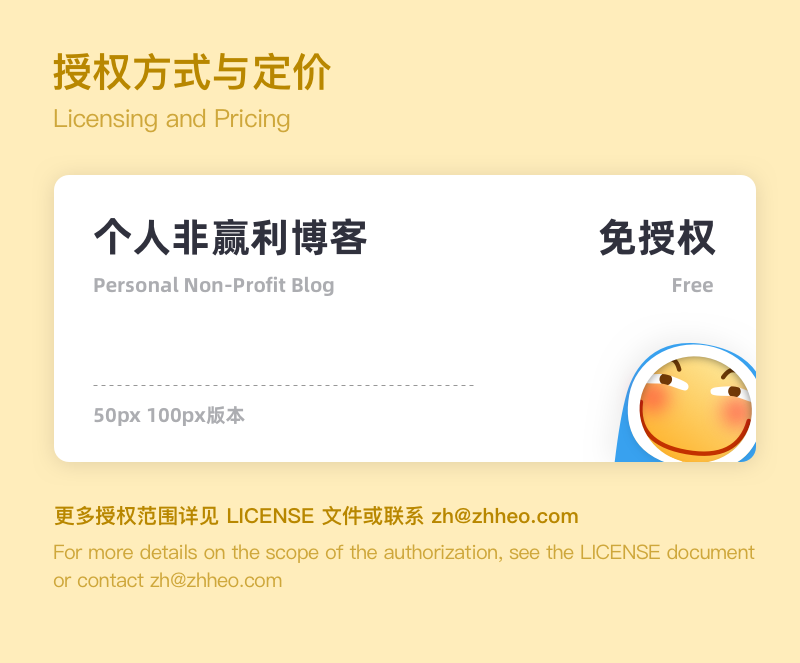 授权方式与定价
Licensing and Pricing
个人非赢利博客
免授权
Personal Non-Profit Blog
Free
50px 100px版本
更多授权范围详见 LICENSE 文件或联系 zh@zhheo.com
For more details on the scope of the authorization, see the LICENSE document
or contact zh@zhheo.com